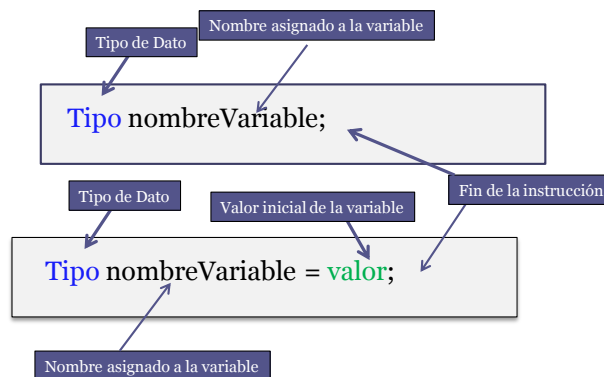 Nombre asignado a la variable
Tipo de Dato
Tipo nombreVariable;
Tipo de Dato
Valor inicial de la variable
Fin de la instrucción
Tipo nombreVariable = valor;
Nombre asignado a la variable